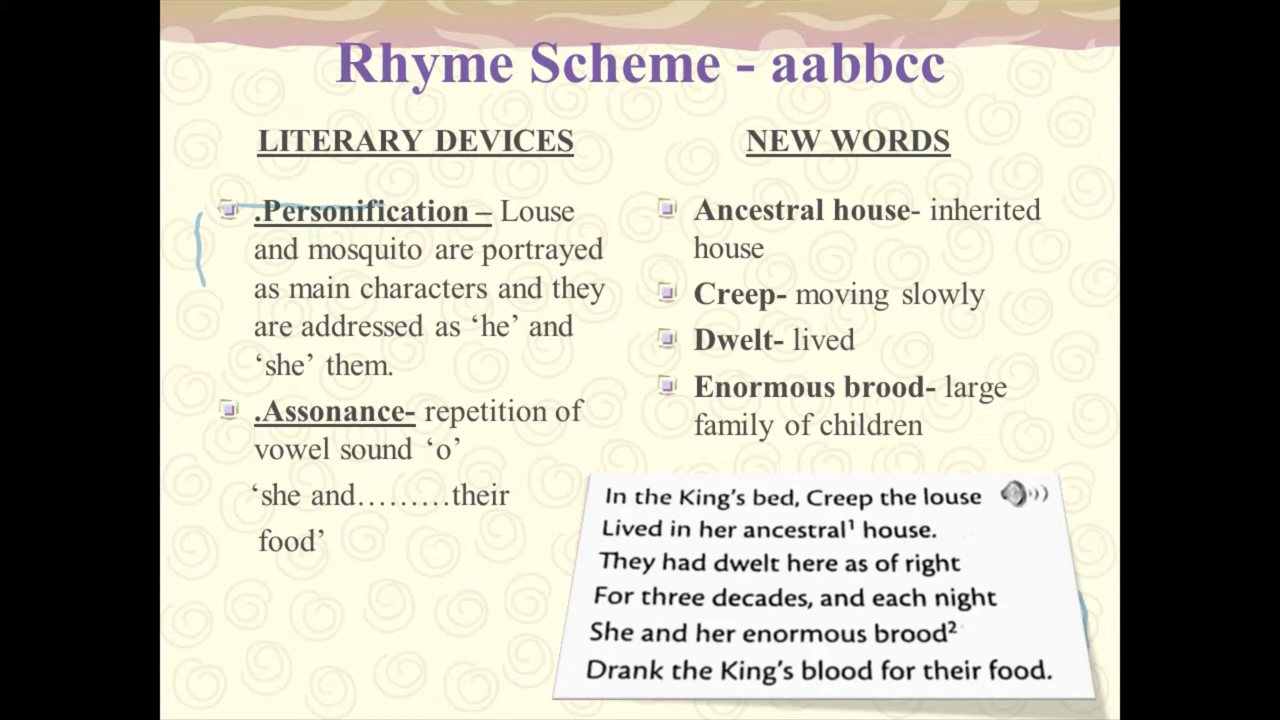 Rhyme Scheme - aabbcc
LITERARY DEVICES
.Personification – Louse
and mosquito are portrayed
as main characters and they
are addressed as ‘he’ and
‘she’ them.
.Assonance- repetition of
vowel sound ‘o’
‘she and………their
food’
NEW WORDS
Ancestral house- inherited
house
Creep- moving slowly
Dwelt- lived
Enormous brood- large
family of children
In the King's bed, Creep the louse
Lived in her ancestral¹ house.
They had dwelt here as of right
For three decades, and each night
She and her enormous brood²
Drank the King's blood for their food.